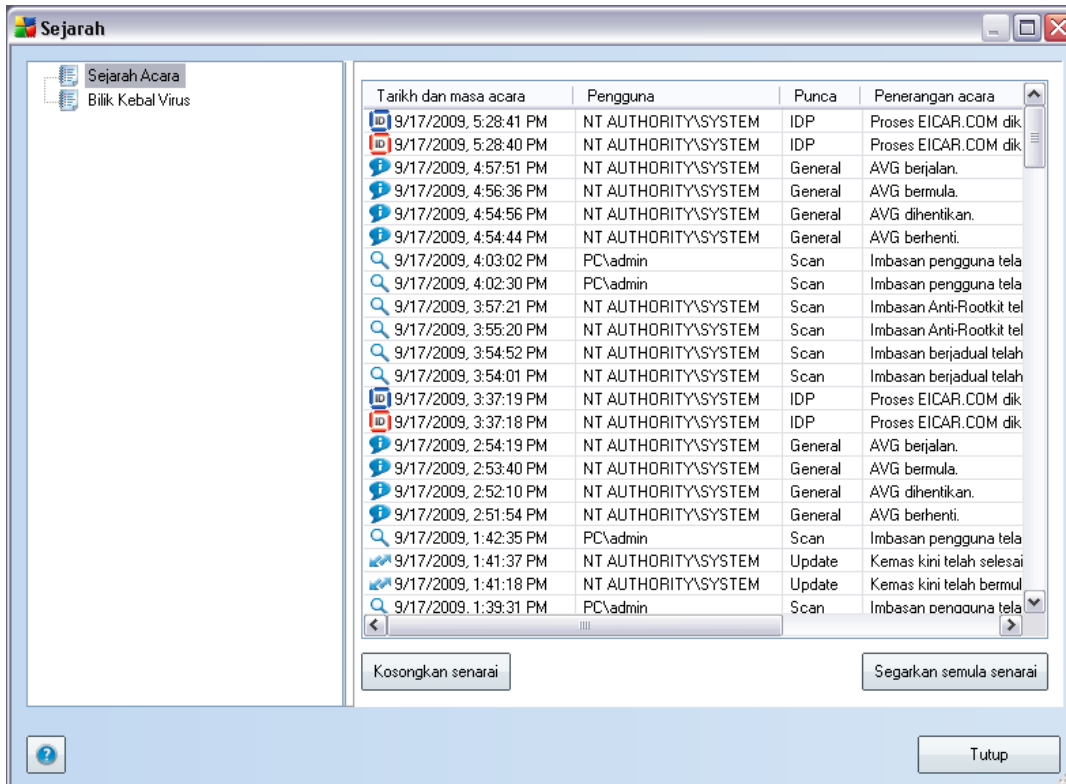 Sejarah
Sejarah Acara
Bilik Kebal Virus
Tarikh dan masa acara Pengguna Punca Penerangan acara
9/17/2009, 5:28:41 PM NT AUTHORITY\SYSTEM IDP Proses EICAR.COM dik
9/17/2009, 5:28:40 PM NT AUTHORITY\SYSTEM IDP Proses EICAR.COM dik
9/17/2009, 4:57:51 PM NT AUTHORITY\SYSTEM General AVG berjalan.
9/17/2009, 4:56:36 PM NT AUTHORITY\SYSTEM General AVG bermula.
9/17/2009, 4:54:56 PM NT AUTHORITY\SYSTEM General AVG dihentikan.
9/17/2009, 4:54:44 PM NT AUTHORITY\SYSTEM General AVG berhenti.
9/17/2009, 4:03:02 PM PC\admin Scan Imbasan pengguna tela
9/17/2009, 4:02:30 PM PC\admin Scan Imbasan pengguna tela
9/17/2009, 3:57:21 PM NT AUTHORITY\SYSTEM Scan Imbasan Anti-Rootkit tel
9/17/2009, 3:55:20 PM NT AUTHORITY\SYSTEM Scan Imbasan Anti-Rootkit tel
9/17/2009, 3:54:52 PM NT AUTHORITY\SYSTEM Scan Imbasan berjadual telah
9/17/2009, 3:54:01 PM NT AUTHORITY\SYSTEM Scan Imbasan berjadual telah
9/17/2009, 3:37:19 PM NT AUTHORITY\SYSTEM IDP Proses EICAR.COM dik
9/17/2009, 3:37:18 PM NT AUTHORITY\SYSTEM IDP Proses EICAR.COM dik
9/17/2009, 2:54:19 PM NT AUTHORITY\SYSTEM General AVG berjalan.
9/17/2009, 2:53:40 PM NT AUTHORITY\SYSTEM General AVG bermula.
9/17/2009, 2:52:10 PM NT AUTHORITY\SYSTEM General AVG dihentikan.
9/17/2009, 2:51:54 PM NT AUTHORITY\SYSTEM General AVG berhenti.
9/17/2009, 1:42:35 PM PC\admin Scan Imbasan pengguna tela
9/17/2009, 1:41:37 PM NT AUTHORITY\SYSTEM Update Kemas kini telah selesai
9/17/2009, 1:41:18 PM NT AUTHORITY\SYSTEM Update Kemas kini telah bermul
9/17/2009, 1:39:31 PM PC\admin Scan Imbasan pengguna tela
Kosongkan senarai Segarkan semula senarai
Tutup